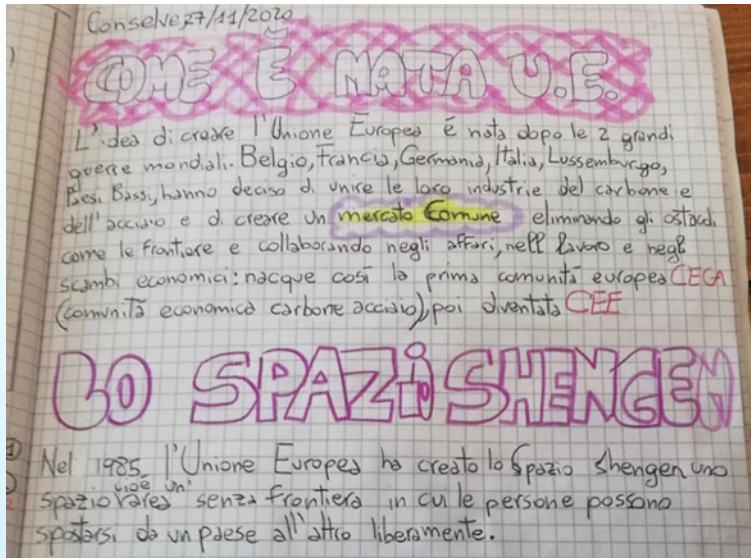 Conselve,27/11/2020
COME È NATA U.E.
L'idea di creare l'Unione Europea è nata dopo le 2 grandi
guerre mondiali. Belgio, Francia, Germania, Italia, Lussemburgo,
Paesi Bassi, hanno deciso di unire le loro industrie del carbone e
dell'acciaio e di creare un mercato Comune eliminando gli ostacoli
come le frontiere e collaborando negli affari, nell lavoro e negli
scambi economici: nacque così la prima comunità europea CECA
(comunità economica carbone acciaio), poi diventata CEE
LO SPAZIO SHENGEN
Nel 1985 l'Unione Europea ha creato lo Spazio shengen uno
cioè un'
spazio area senza frontiera in cui le persone possono
spostarsi da un paese all'altro liberamente.